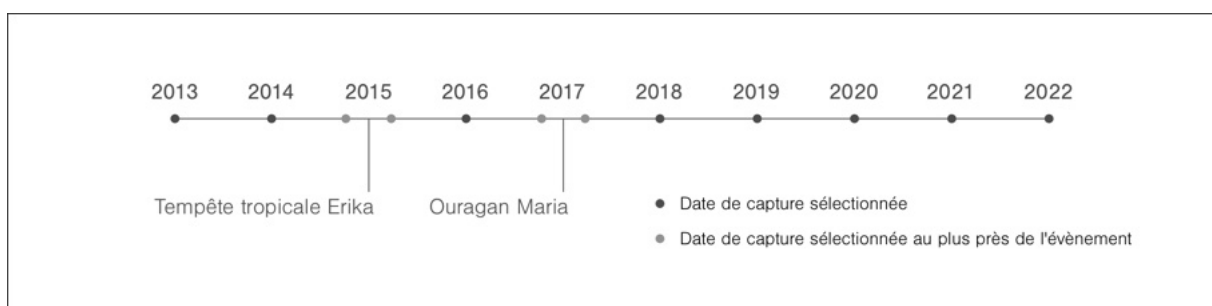 2013 2014 2015 2016 2017 2018 2019 2020 2021 2022
Tempête tropicale Erika
Ouragan Maria
Date de capture sélectionnée
Date de capture sélectionnée au plus près de l'évènement